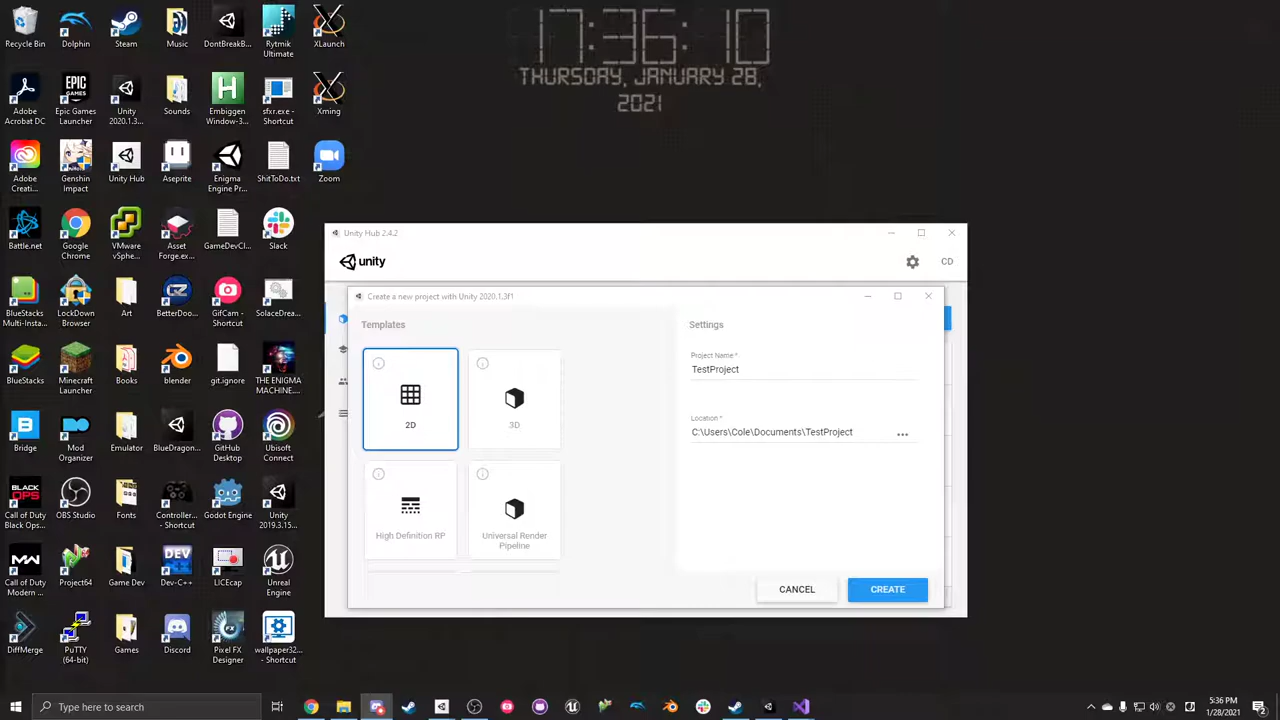 17:36:10
THURSDAY, JANUARY 28,
2021
Recycle Bin
Dolphin
Steam
Music
DontBreakB...
Rytmik
Ultimate
XLaunch
Adobe
Acrobat DC
Epic Games
Launcher
Unity
2020.1.3...
Sounds
Embiggen
Window-3...
sfxr.exe -
Shortcut
Xming
Adobe
Creati...
Genshin
Impact
Unity Hub
Aseprite
Enigma
Engine Pr...
ShitToDo.txt
Zoom
Battle.net
Google
Chrome
VMware
vSphe...
Asset
Forge.e...
GameDevCl...
Slack
BlueStacks
Multi-Insta...
LockDown
Browser
Art
BetterDoo...
GifCam -
Shortcut
SolaceDrea...
BlueStacks
Minecraft
Launcher
Books
blender
git.ignore
THE ENIGMA
MACHINE...
Bridge
Mod
Organizer
Emulator
BlueDragon...
GitHub
Desktop
Ubisoft
Connect
BLACK
OPS
Call of Duty
Black Ops...
OBS Studio
Fonts
Controller...
- Shortcut
Godot Engine
Unity
2019.3.15...
Call of Duty
Modern ...
Project64
Game Dev
DEV
Dev-C++
LICEcap
Unreal
Engine
DiffMerge
PuTTY
(64-bit)
Games
Discord
Pixel FX
Designer
wallpaper32...
- Shortcut
Unity Hub 2.4.2
unity
CD
Create a new project with Unity 2020.1.3f1
Templates
Settings
2D
3D
High Definition RP
Universal Render
Pipeline
Project Name *
TestProject
Location *
C:\Users\Cole\Documents\TestProject
CANCEL
CREATE
Type here to search
5:36 PM
1/28/2021